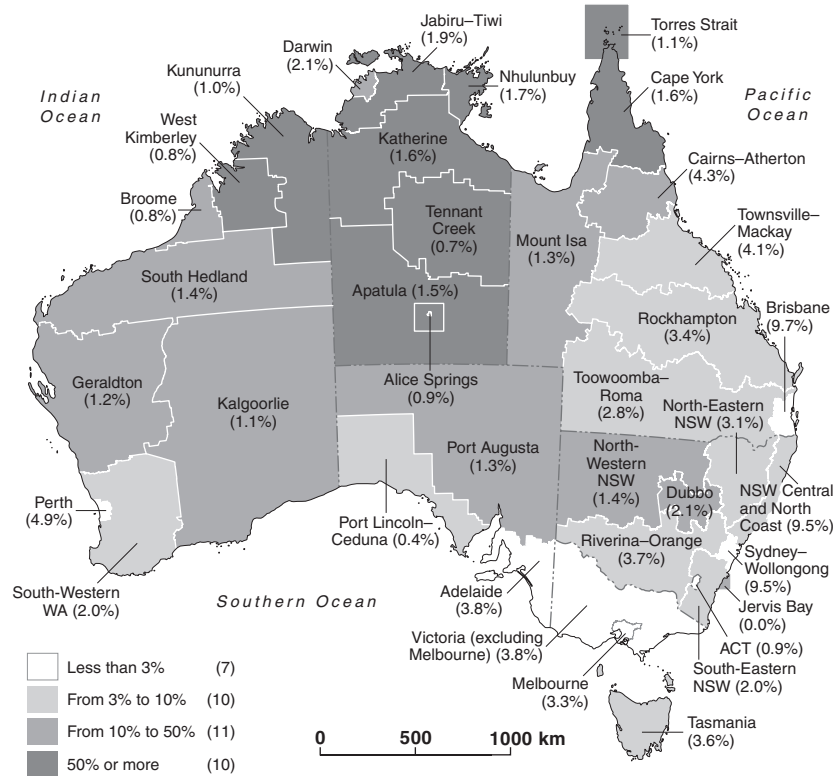 Jabiru–Tiwi
(1.9%)
Torres Strait
(1.1%)
Darwin
(2.1%)
Kununurra
(1.0%)
Nhulunbuy
(1.7%)
Cape York
(1.6%)
Indian
Ocean
Pacific
Ocean
West
Kimberley
(0.8%)
Katherine
(1.6%)
Cairns–Atherton
(4.3%)
Broome
(0.8%)
Tennant
Creek
(0.7%)
Mount Isa
(1.3%)
Townsville–
Mackay
(4.1%)
South Hedland
(1.4%)
Apatula (1.5%)
Rockhampton
(3.4%)
Brisbane
(9.7%)
Geraldton
(1.2%)
Kalgoorlie
(1.1%)
Alice Springs
(0.9%)
Toowoomba–
Roma
(2.8%)
North-Eastern
NSW (3.1%)
Port Augusta
(1.3%)
North-
Western
NSW
(1.4%)
Dubbo
(2.1%)
NSW Central
and North
Coast (9.5%)
Perth
(4.9%)
Port Lincoln–
Ceduna (0.4%)
Riverina–Orange
(3.7%)
Sydney–
Wollongong
(9.5%)
South-Western
WA (2.0%)
Southern Ocean
Adelaide
(3.8%)
Jervis Bay
(0.0%)
Victoria (excluding
Melbourne) (3.8%)
ACT (0.9%)
Melbourne
(3.3%)
South-Eastern
NSW (2.0%)
Tasmania
(3.6%)
Less than 3% (7)
From 3% to 10% (10)
From 10% to 50% (11)
50% or more (10)
0 500 1000 km